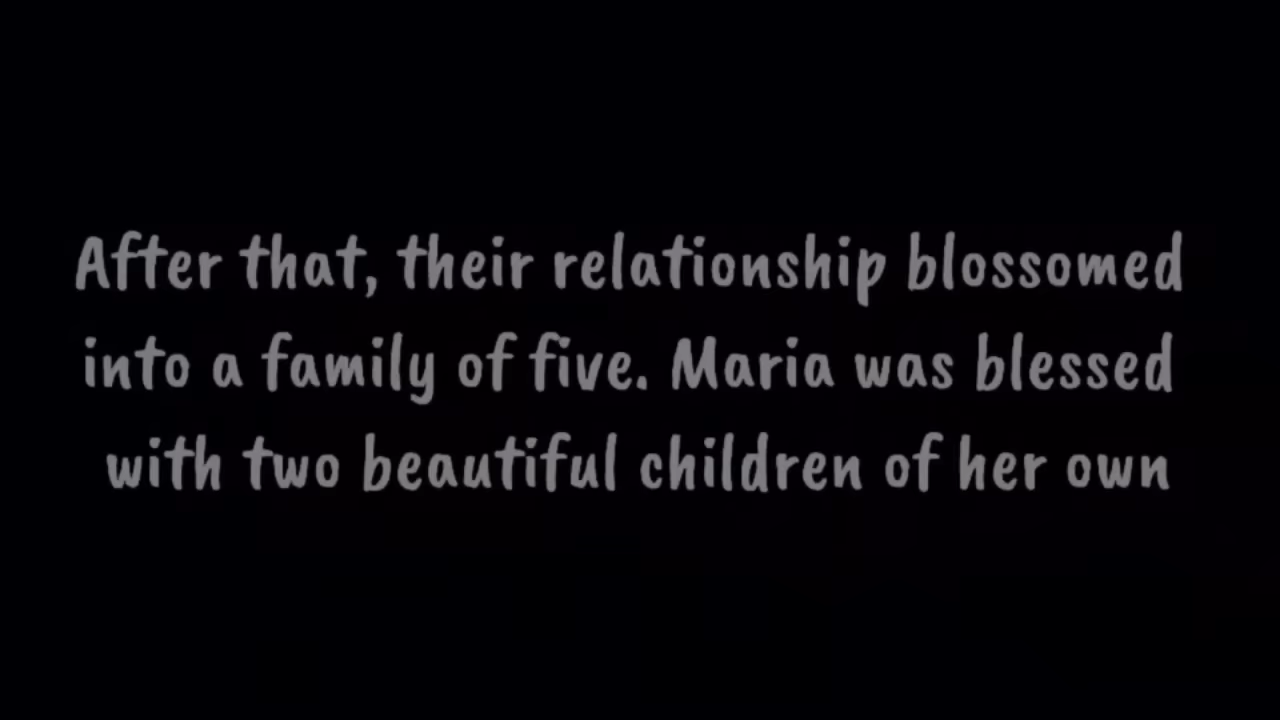 After that, their relationship blossomed
into a family of five. Maria was blessed
with two beautiful children of her own